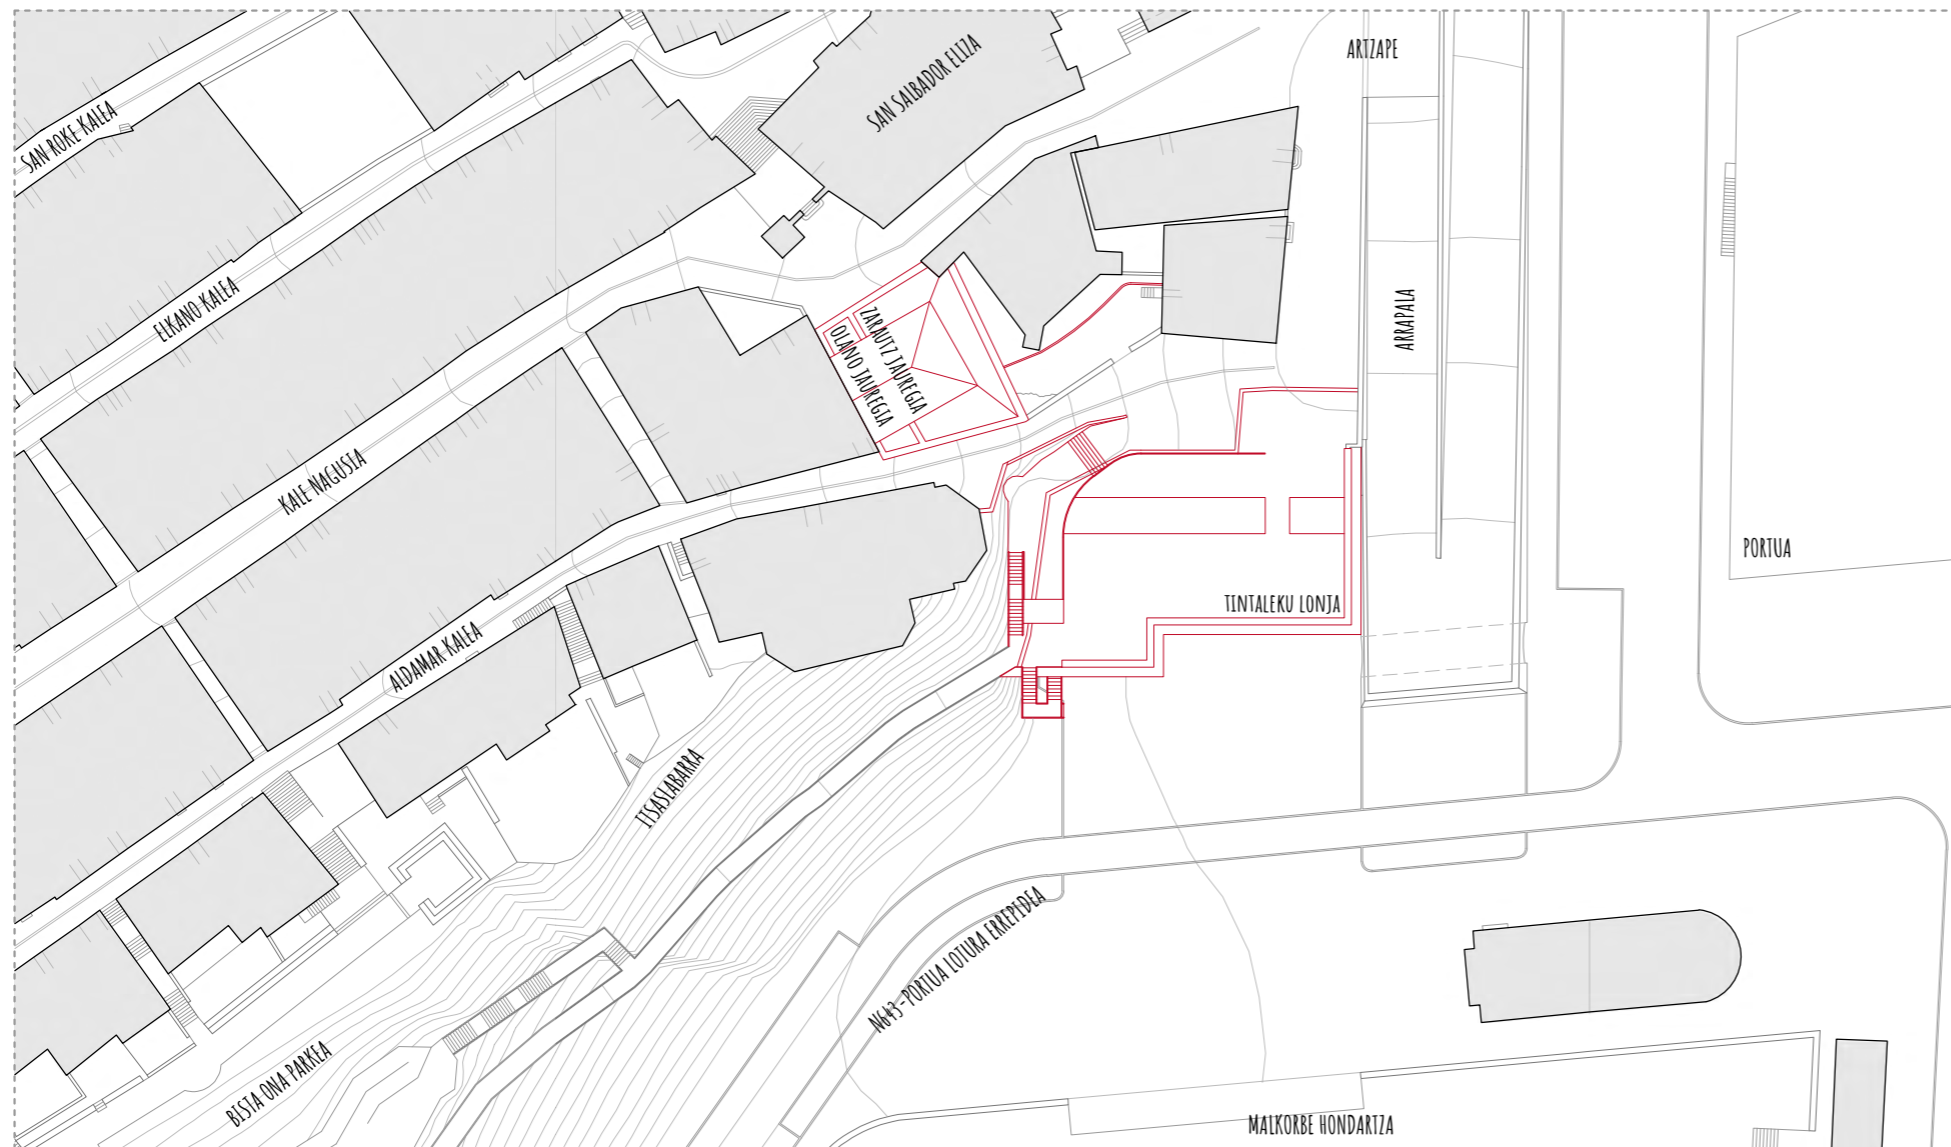 SAN ROKE KALEA
SAN SALBADOR ELIZA
ARTZAPE
ELKANO KALEA
ZARAUTZ JAUREGIA
OLANO JAUREGIA
ARRAPALA
KALE NAGUSIA
PORTUA
TINTALEKU LONJA
ALDAMAR KALEA
ITSASLABARRA
N643-PORTUA LOTURA ERREPIDEA
BISTA ONA PARKEA
MALKORBE HONDARTZA